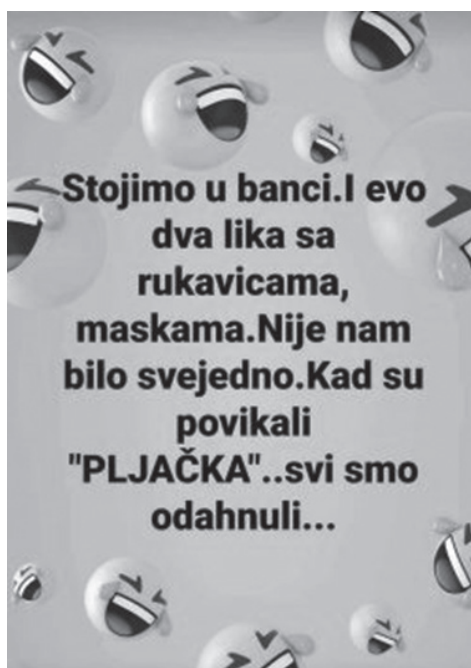 Stojimo u banci.I evo
dva lika sa
rukavicama,
maskama.Nije nam
bilo svejedno.Kad su
povikali
"PLJAČKA"..svi smo
odahnuli...